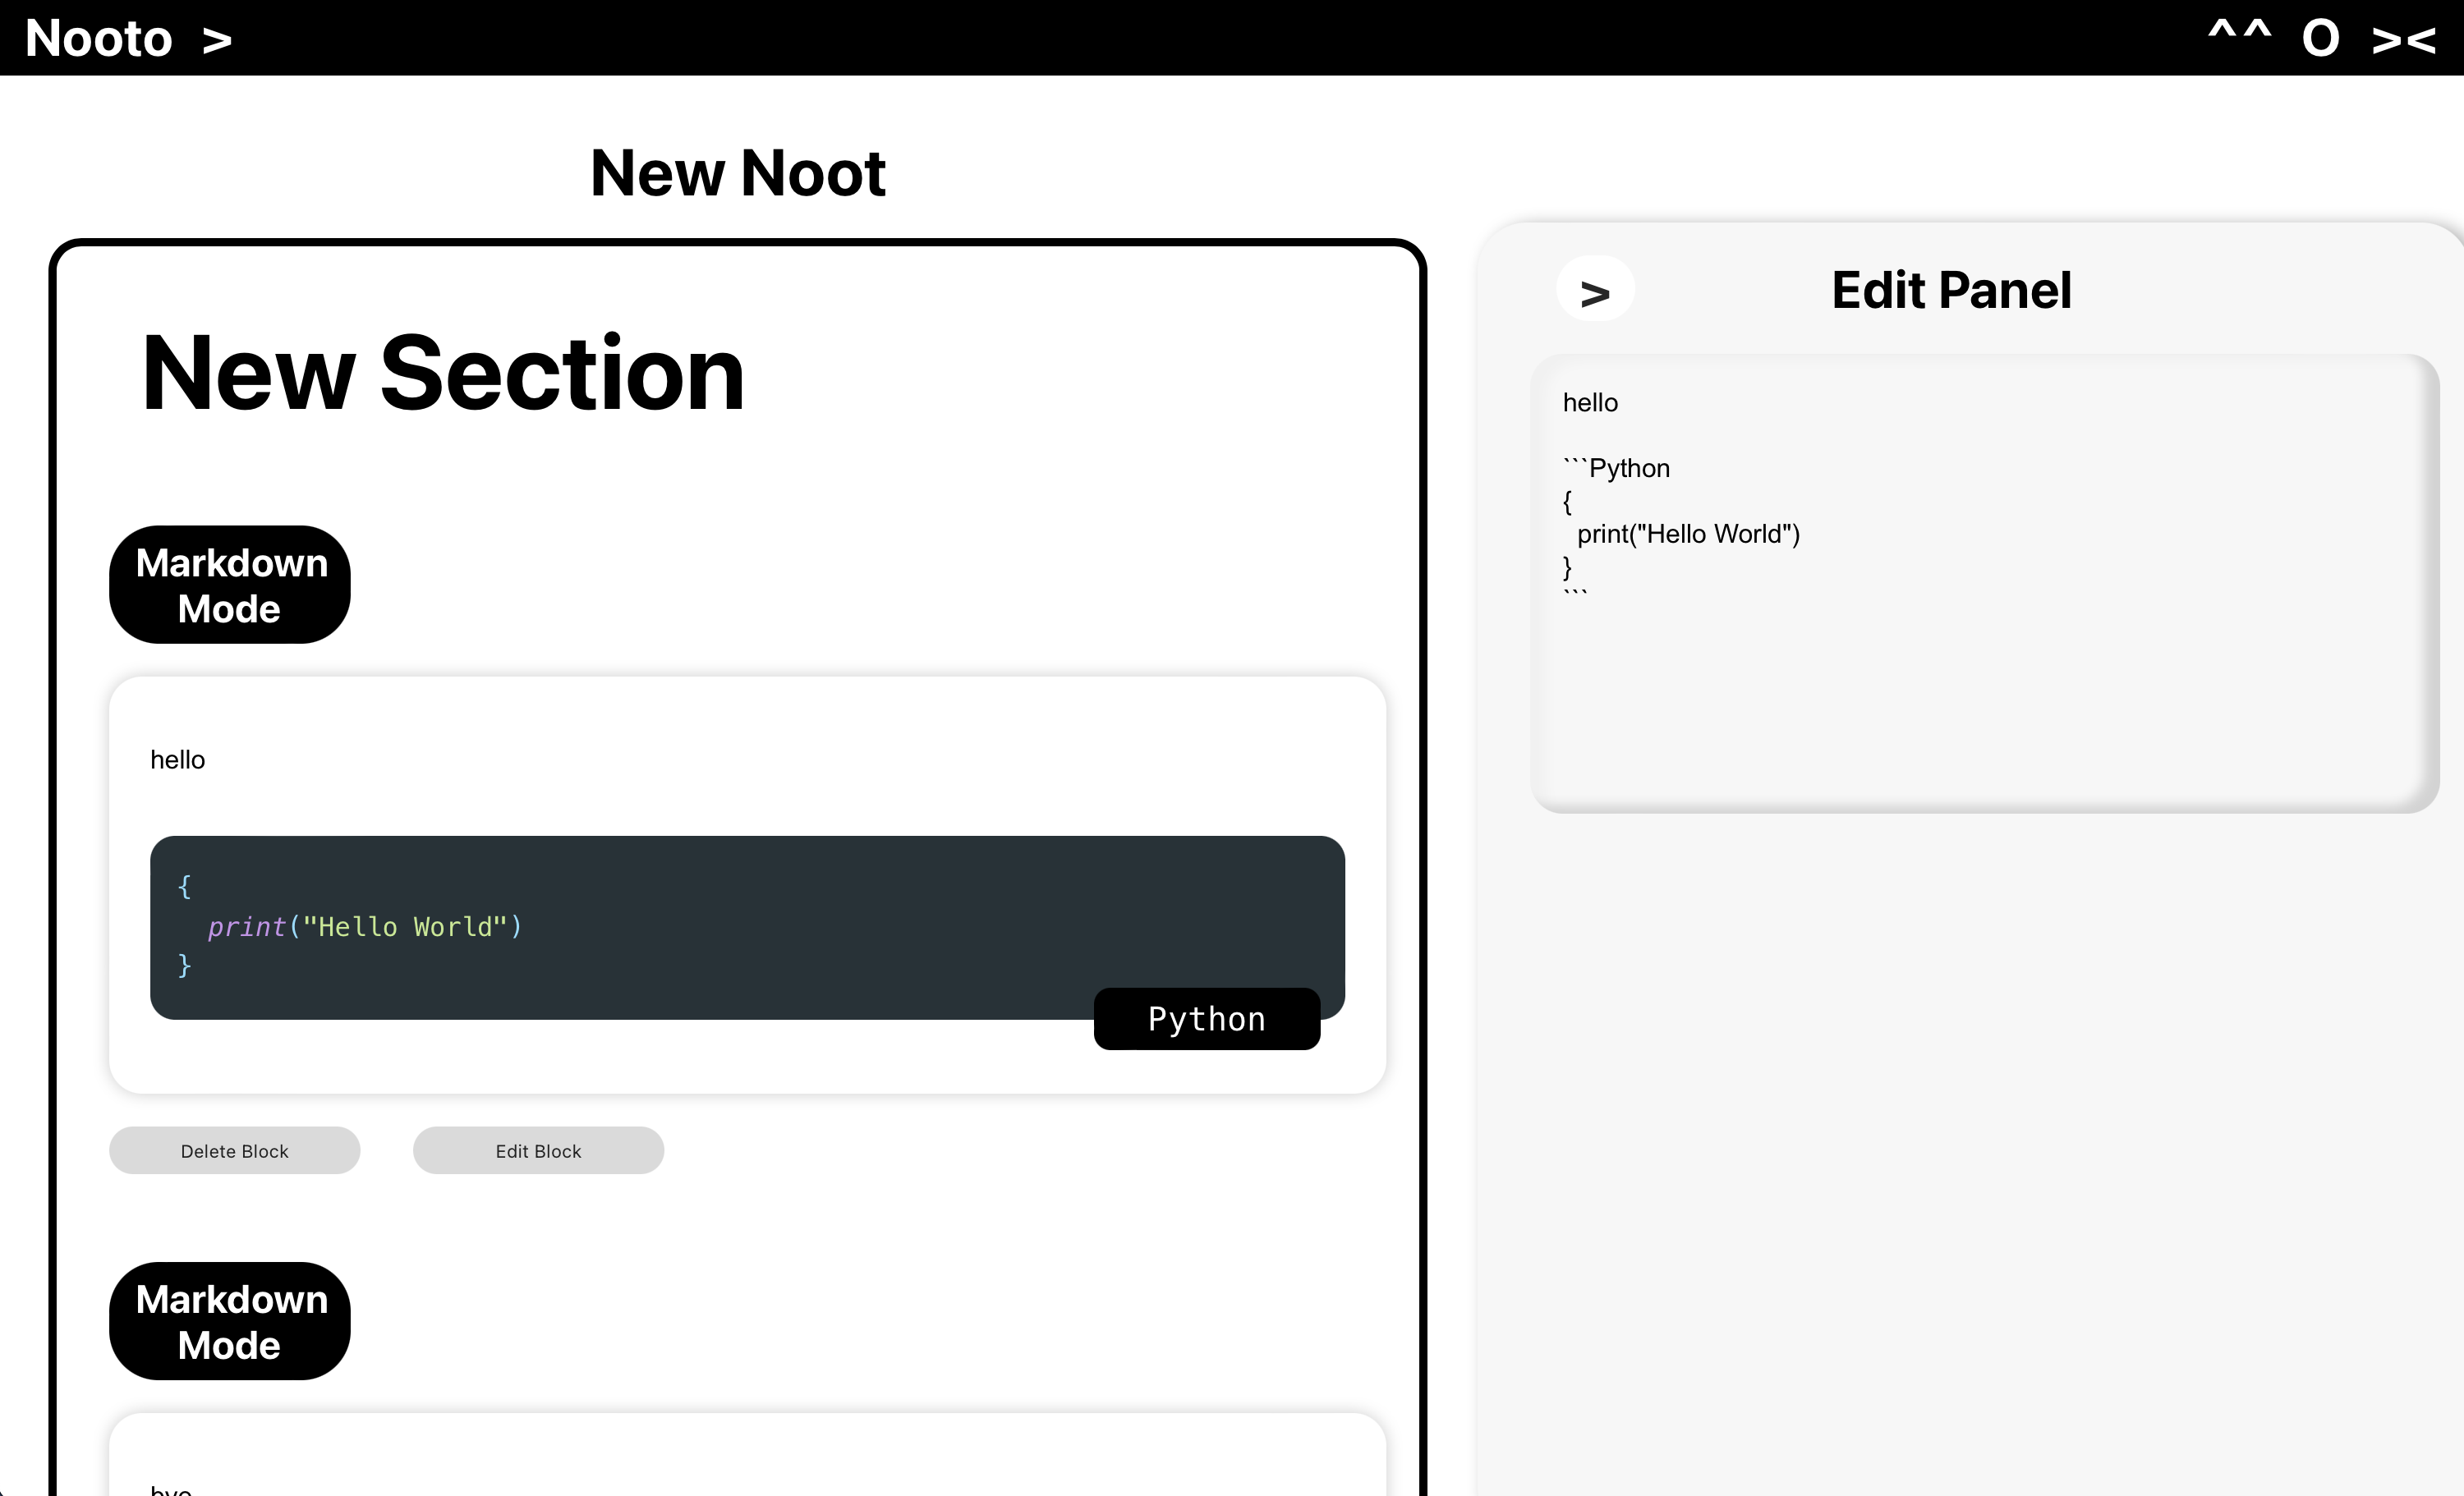 Nooto >
^^ O ><
New Noot
New Section
Markdown
Mode
hello
{
  print("Hello World")
}
Python
Delete Block
Edit Block
Markdown
Mode
bye
>
Edit Panel
hello
```Python
{
  print("Hello World")
}
```